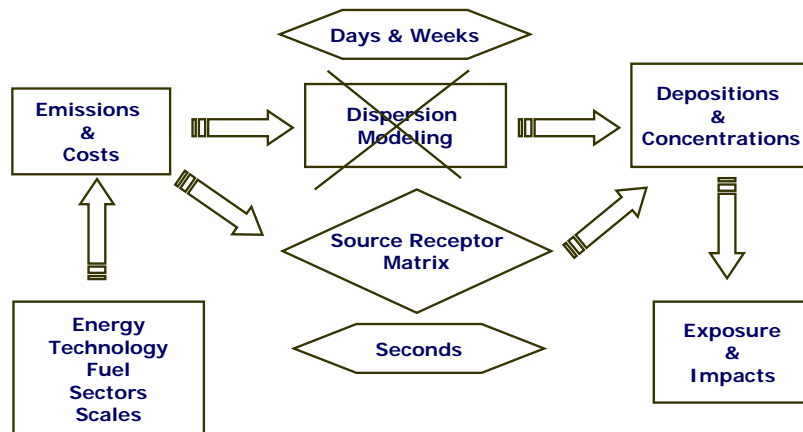 Days & Weeks
Emissions
&
Costs
Dispersion
Modeling
Depositions
&
Concentrations
Source Receptor
Matrix
Energy
Technology
Fuel
Sectors
Scales
Seconds
Exposure
&
Impacts